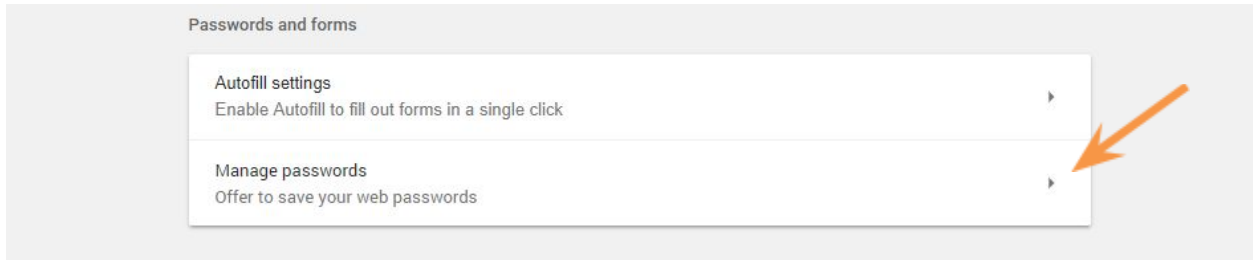 Passwords and forms
Autofill settings
Enable Autofill to fill out forms in a single click
Manage passwords
Offer to save your web passwords